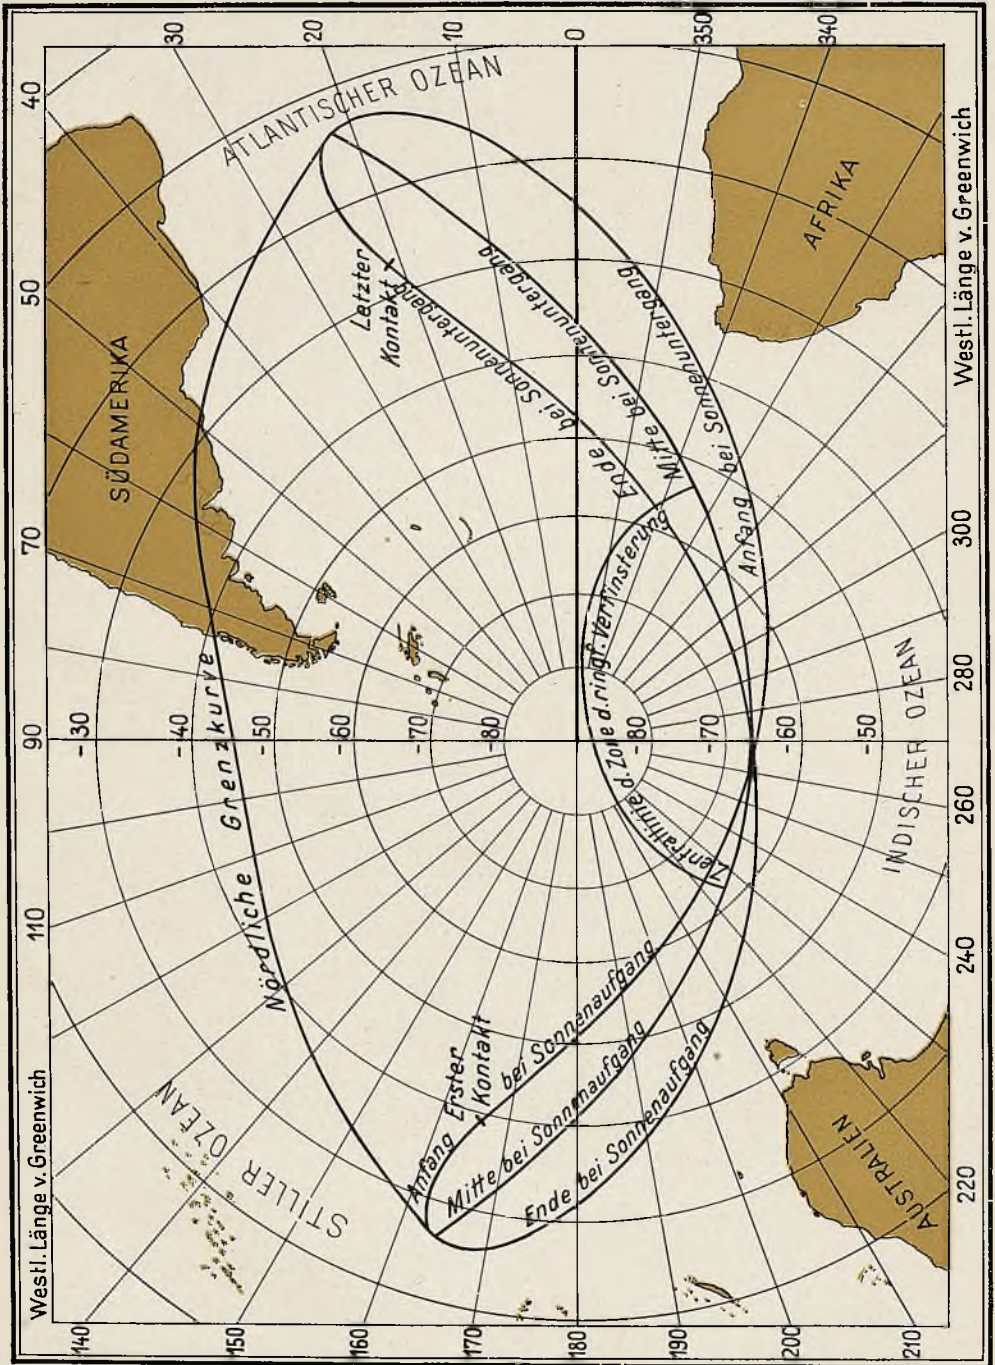 30
20
10
0
350
340
40
50
70
90
110
140
150
160
170
180
190
200
210
220
240
260
280
300
Westl. Länge v. Greenwich
Westl. Länge v. Greenwich
ATLANTISCHER OZEAN
SÜDAMERIKA
AFRIKA
INDISCHER OZEAN
AUSTRALIEN
STILLER
OZEAN
-30
-40
-50
-60
-70
-80
-80
-70
-60
-50
Nördliche Grenzkurve
Letzter
Kontakt
Ende bei Sonnenuntergang
Mitte bei Sonnenuntergang
Anfang bei Sonnenuntergang
Zentrallinie d. Zone d. ringf. Verfinsterung
Erster
Kontakt
Anfang bei Sonnenaufgang
Mitte bei Sonnenaufgang
Ende bei Sonnenaufgang